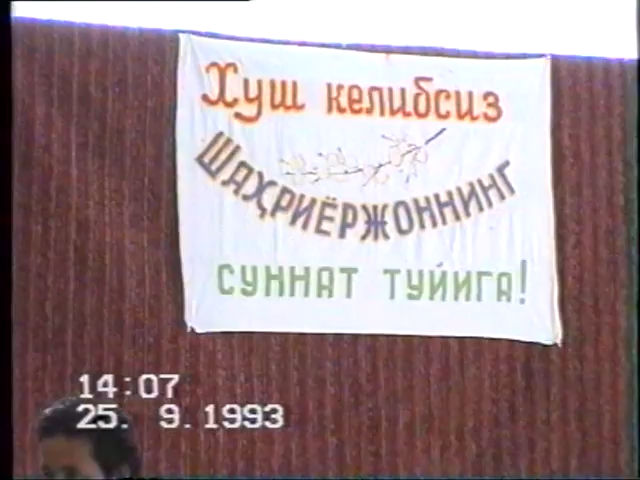 Хуш келибсиз
Шаҳриёржоннинг
суннат туйига!
14:07
25. 9.1993